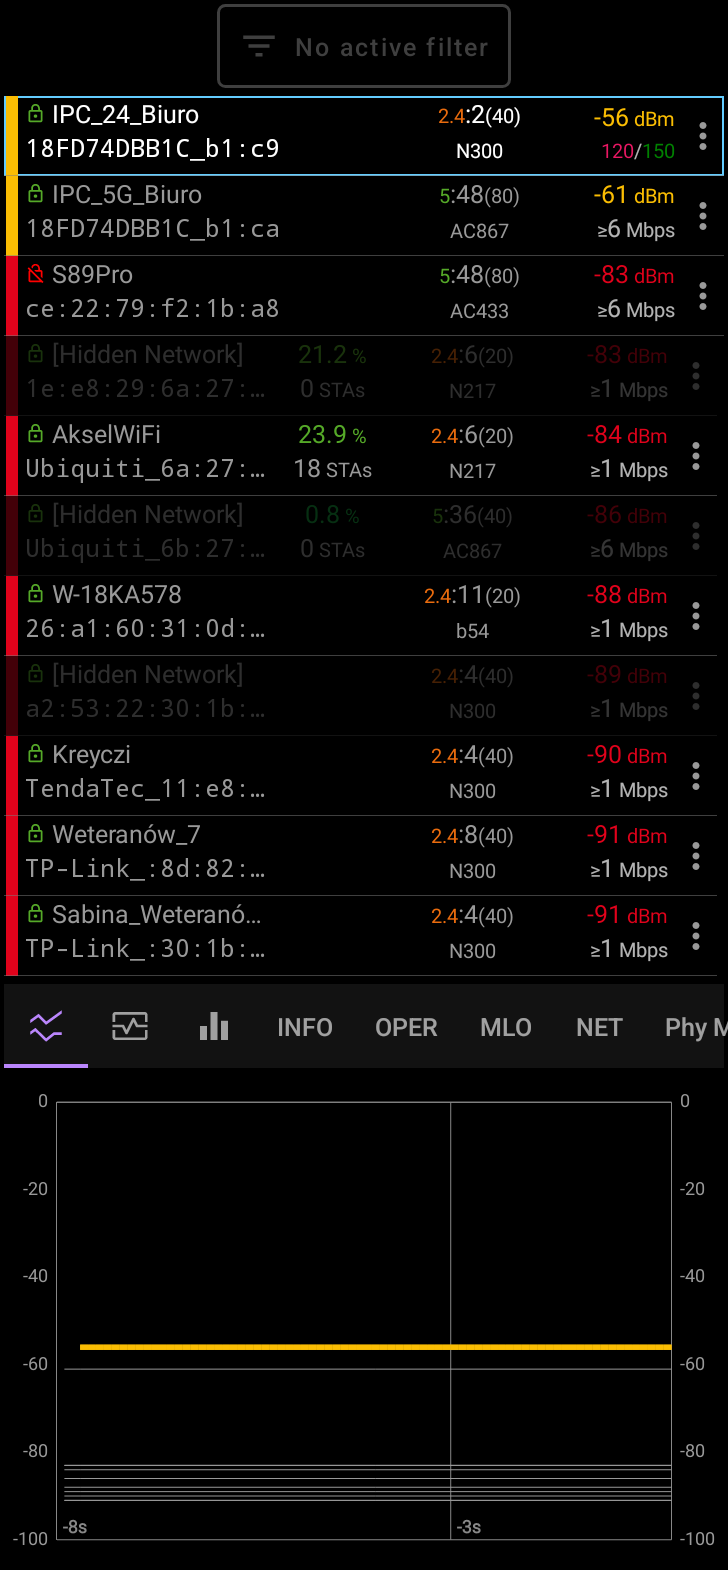 No active filter
IPC_24_Biuro 2.4:2(40) -56 dBm
18FD74DBB1C_b1:c9 N300 120/150
IPC_5G_Biuro 5:48(80) -61 dBm
18FD74DBB1C_b1:ca AC867 ≥6 Mbps
S89Pro 5:48(80) -83 dBm
ce:22:79:f2:1b:a8 AC433 ≥6 Mbps
[Hidden Network] 21.2 % 2.4:6(20) -83 dBm
1e:e8:29:6a:27:… 0 STAs N217 ≥1 Mbps
AkselWiFi 23.9 % 2.4:6(20) -84 dBm
Ubiquiti_6a:27:… 18 STAs N217 ≥1 Mbps
[Hidden Network] 0.8 % 5:36(40) -86 dBm
Ubiquiti_6b:27:… 0 STAs AC867 ≥6 Mbps
W-18KA578 2.4:11(20) -88 dBm
26:a1:60:31:0d:… b54 ≥1 Mbps
[Hidden Network] 2.4:4(40) -89 dBm
a2:53:22:30:1b:… N300 ≥1 Mbps
Kreyczi 2.4:4(40) -90 dBm
TendaTec_11:e8:… N300 ≥1 Mbps
Weteranów_7 2.4:8(40) -91 dBm
TP-Link_:8d:82:… N300 ≥1 Mbps
Sabina_Weteranó… 2.4:4(40) -91 dBm
TP-Link_:30:1b:… N300 ≥1 Mbps
INFO OPER MLO NET Phy M
0 0
-20 -20
-40 -40
-60 -60
-80 -80
-8s -3s
-100 -100